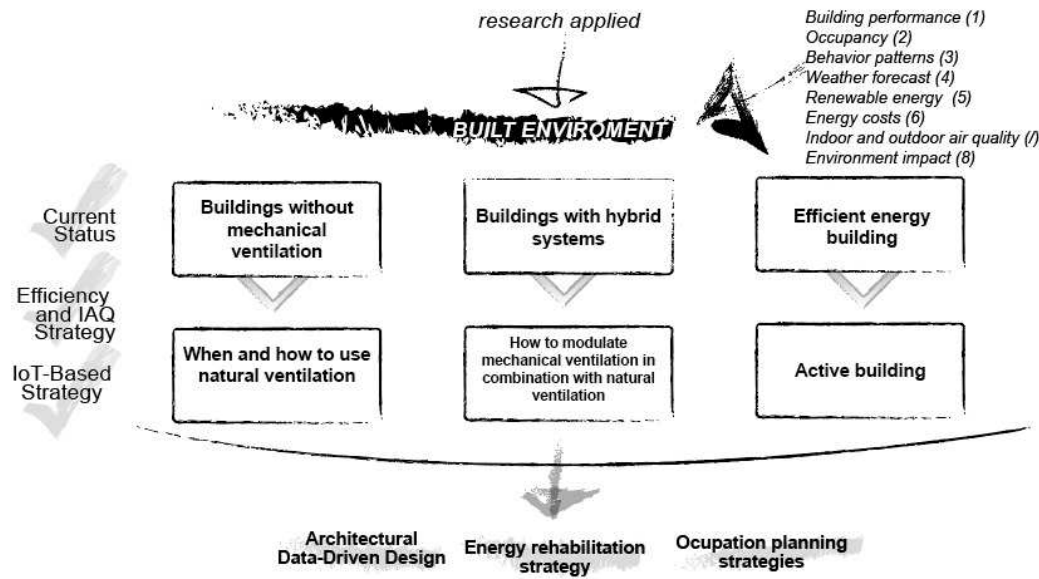 research applied
Building performance (1)
Occupancy (2)
Behavior patterns (3)
Weather forecast (4)
Renewable energy (5)
Energy costs (6)
Indoor and outdoor air quality (/)
Environment impact (8)
BUILT ENVIROMENT
Current
Status
Buildings without
mechanical
ventilation
Buildings with hybrid
systems
Efficient energy
building
Efficiency
and IAQ
Strategy
IoT-Based
Strategy
When and how to use
natural ventilation
How to modulate
mechanical ventilation in
combination with natural
ventilation
Active building
Architectural
Data-Driven Design
Energy rehabilitation
strategy
Ocupation planning
strategies